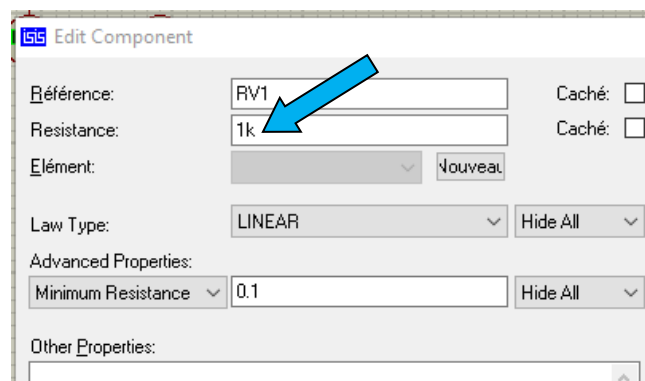 isis Edit Component
Référence: RV1 Caché:
Resistance: 1k Caché:
Elément: Nouveau
Law Type: LINEAR Hide All
Advanced Properties:
Minimum Resistance 0.1 Hide All
Other Properties: